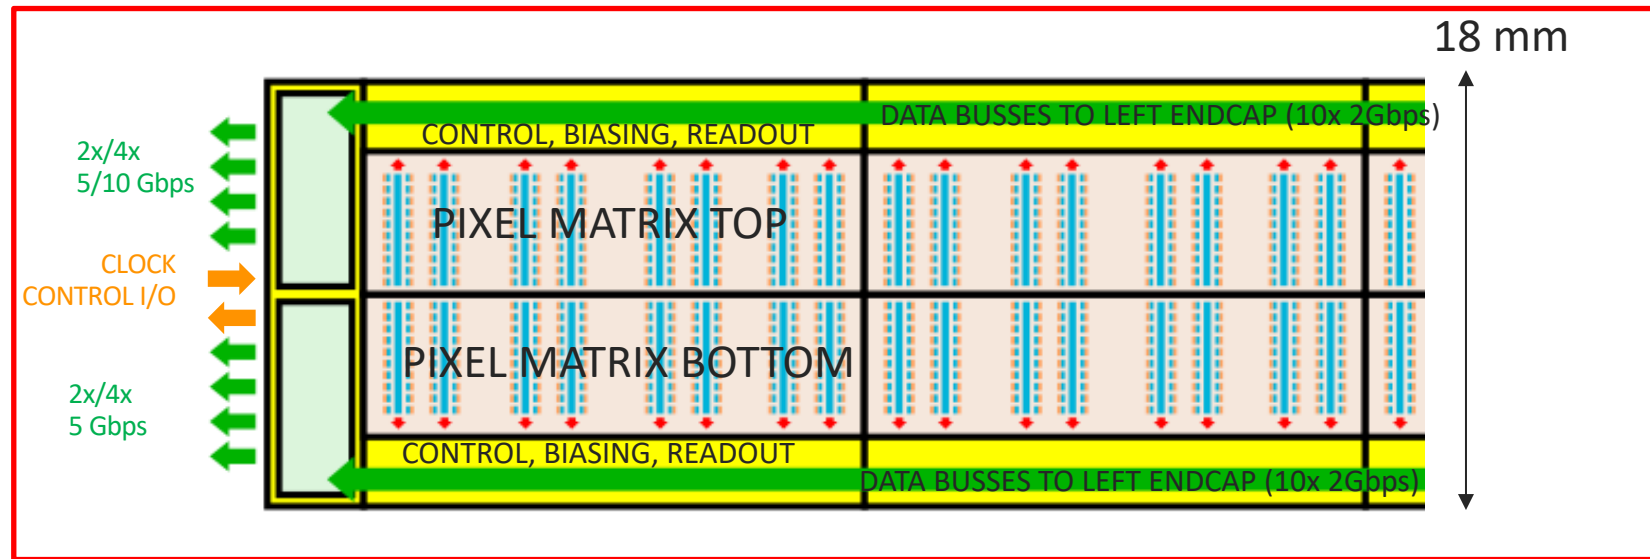 18 mm
DATA BUSSES TO LEFT ENDCAP (10x 2Gbps)
CONTROL, BIASING, READOUT
2x/4x
5/10 Gbps
PIXEL MATRIX TOP
CLOCK
CONTROL I/O
PIXEL MATRIX BOTTOM
2x/4x
5 Gbps
CONTROL, BIASING, READOUT
DATA BUSSES TO LEFT ENDCAP (10x 2Gbps)